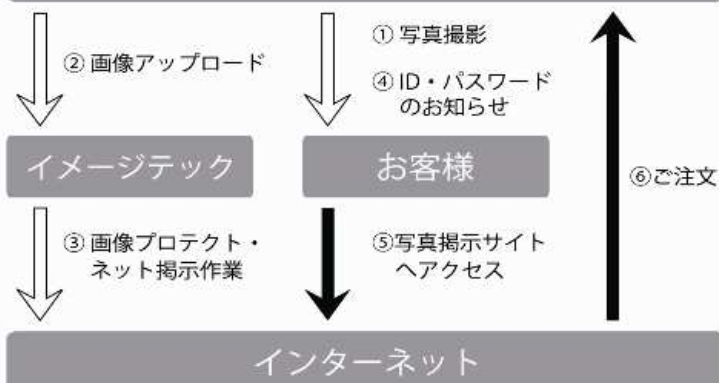 ① 写真撮影
② 画像アップロード
④ ID・パスワード
のお知らせ
イメージテック
お客様
⑥ご注文
③ 画像プロテクト・
ネット掲示作業
⑤写真掲示サイト
へアクセス
インターネット